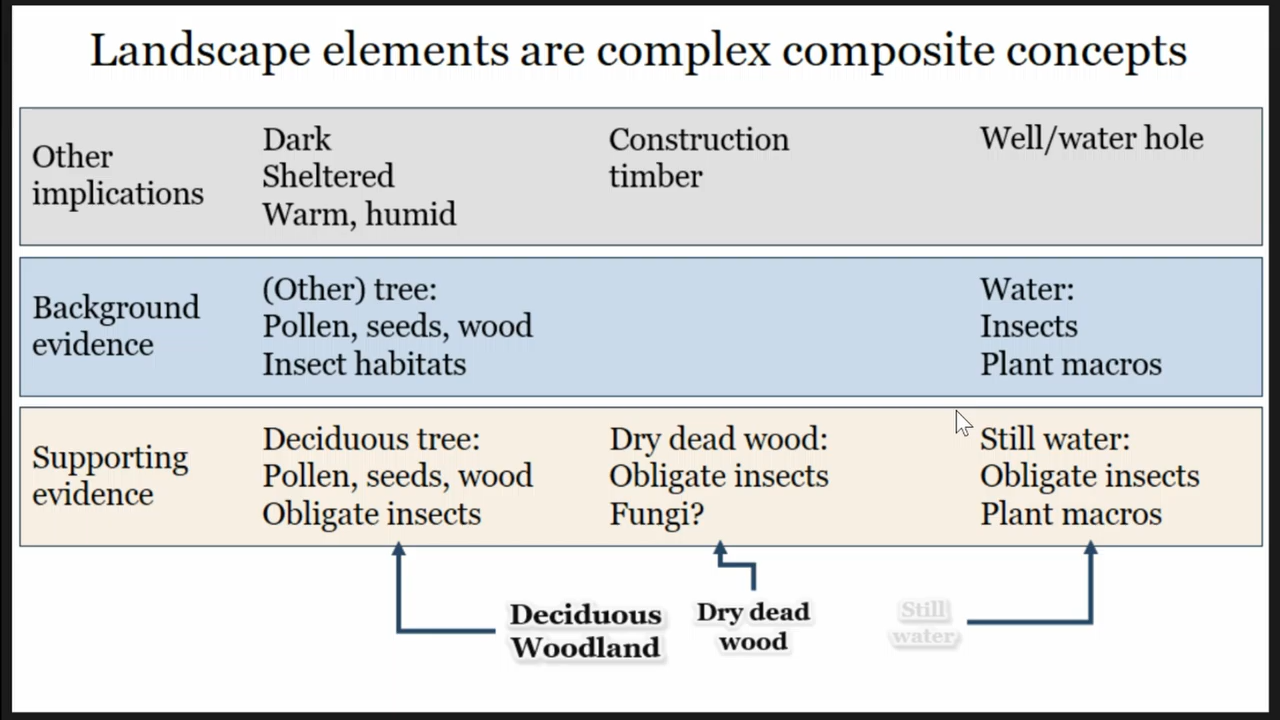 Landscape elements are complex composite concepts
Other
implications
Dark
Sheltered
Warm, humid
Construction
timber
Well/water hole
Background
evidence
(Other) tree:
Pollen, seeds, wood
Insect habitats
Water:
Insects
Plant macros
Supporting
evidence
Deciduous tree:
Pollen, seeds, wood
Obligate insects
Dry dead wood:
Obligate insects
Fungi?
Still water:
Obligate insects
Plant macros
Deciduous
Woodland
Dry dead
wood
Still
water